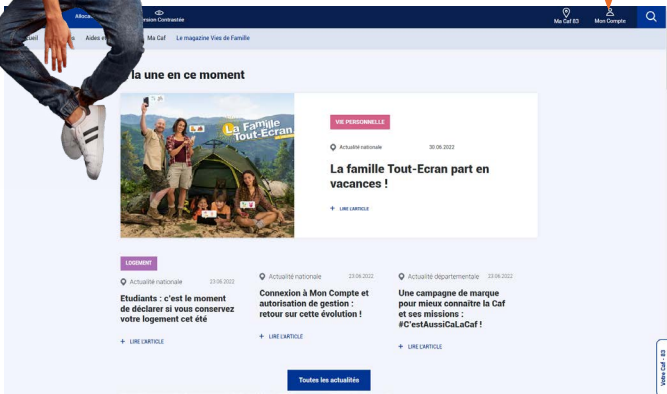 Version Contrastée
Ma Caf 83
Mon Compte
Aides et
Ma Caf
Le magazine Vies de Famille
la une en ce moment
La Famille
Tout-Ecran
VIE PERSONNELLE
Actualité nationale 30.06.2022
La famille Tout-Ecran part en
vacances !
+ LIRE L'ARTICLE
LOGEMENT
Actualité nationale 23.06.2022
Etudiants : c'est le moment
de déclarer si vous conservez
votre logement cet été
+ LIRE L'ARTICLE
Actualité nationale 23.06.2022
Connexion à Mon Compte et
autorisation de gestion :
retour sur cette évolution !
+ LIRE L'ARTICLE
Actualité départementale 23.06.2022
Une campagne de marque
pour mieux connaître la Caf
et ses missions :
#C'estAussiCaLaCaf !
+ LIRE L'ARTICLE
Toutes les actualités
Votre Caf - 83